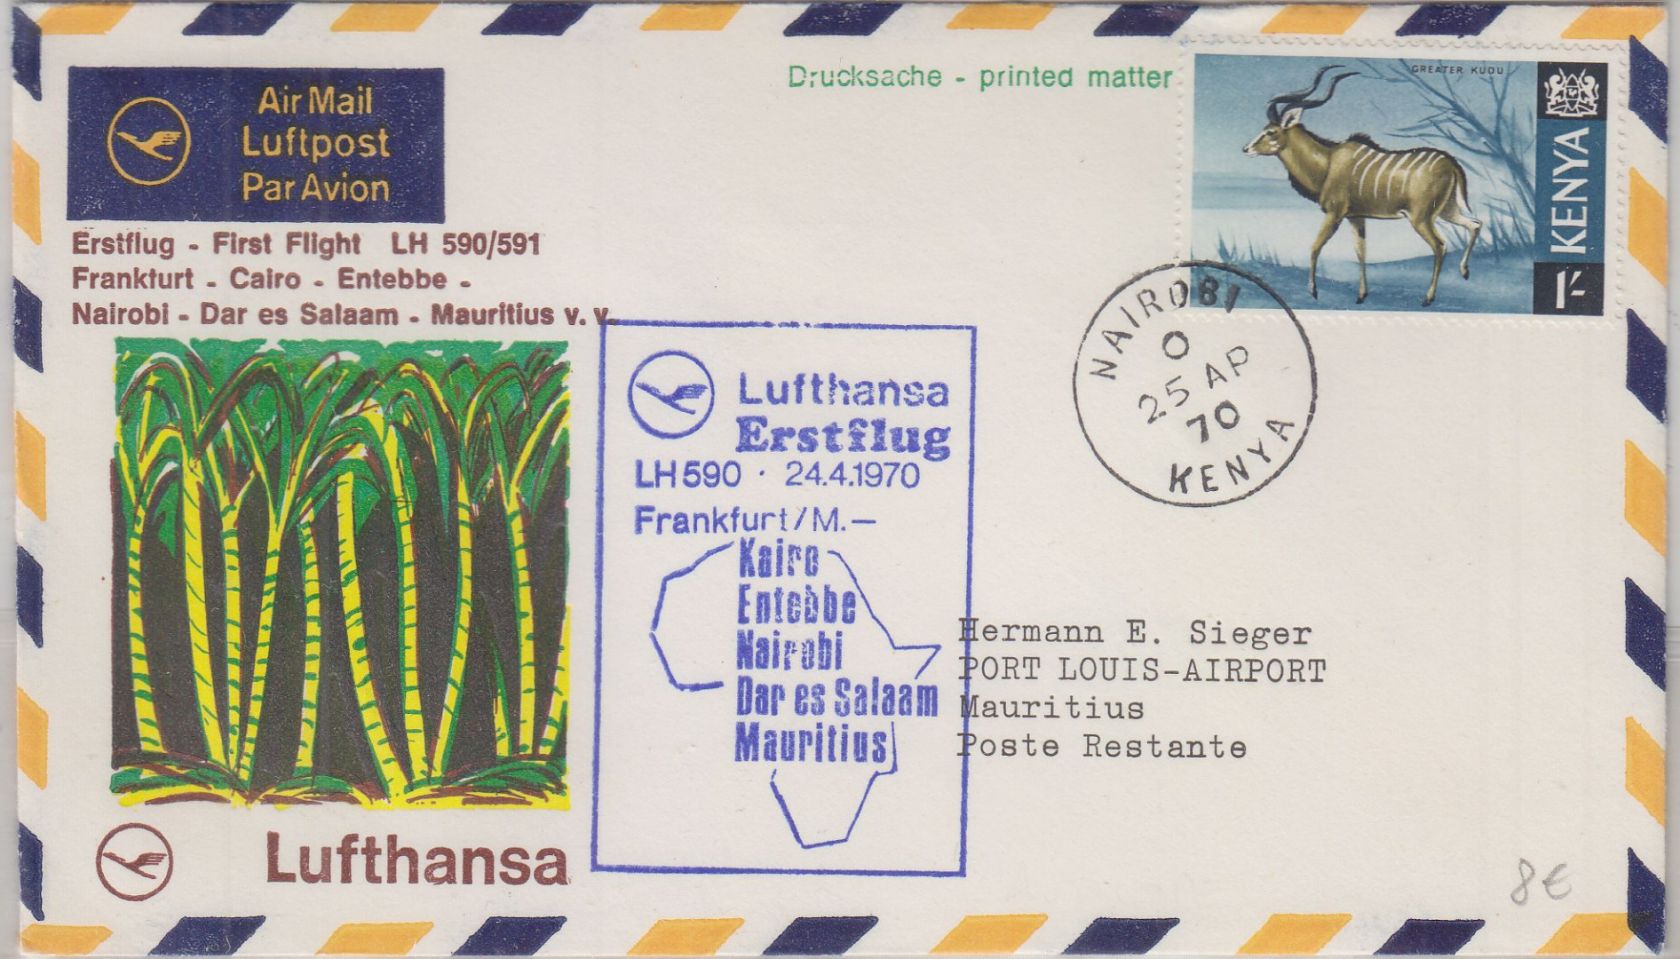 Drucksache - printed matter
GREATER KUDU
KENYA
1/-
Air Mail
Luftpost
Par Avion
Erstflug - First Flight LH 590/591
Frankfurt - Cairo - Entebbe -
Nairobi - Dar es Salaam - Mauritius v. v.
NAIROBI
0
25 AP
70
KENYA
Lufthansa
Erstflug
LH 590 · 24.4.1970
Frankfurt/M.—
Kairo
Entebbe
Nairobi
Dar es Salaam
Mauritius
Hermann E. Sieger
PORT LOUIS-AIRPORT
Mauritius
Poste Restante
Lufthansa
8€